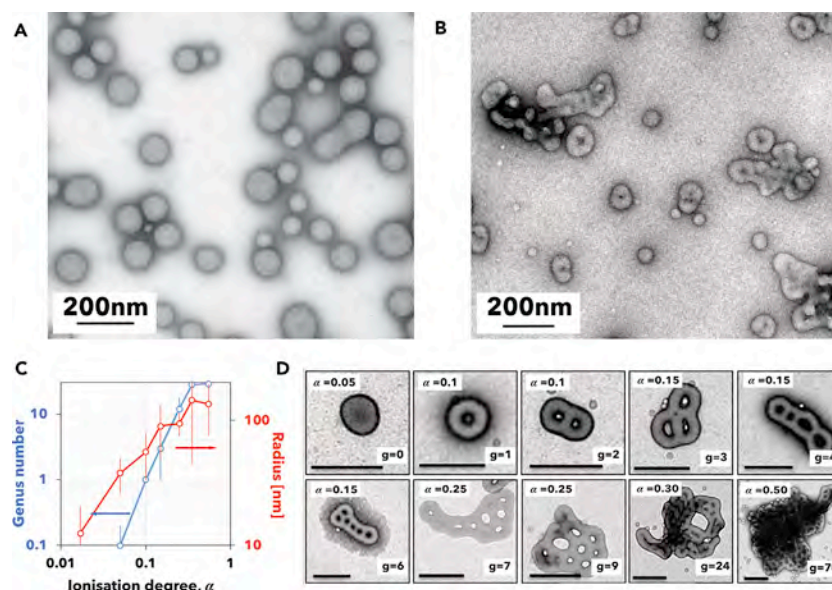 A
B
200nm
200nm
C
Genus number
10
1
0.1
0.01
0.1
1
100
10
Radius [nm]
Ionisation degree, α
D
α =0.05
g=0
α =0.1
g=1
α =0.1
g=2
α =0.15
g=3
α =0.15
α =0.15
g=6
α =0.25
g=7
α =0.25
g=9
α =0.30
g=24
α =0.50